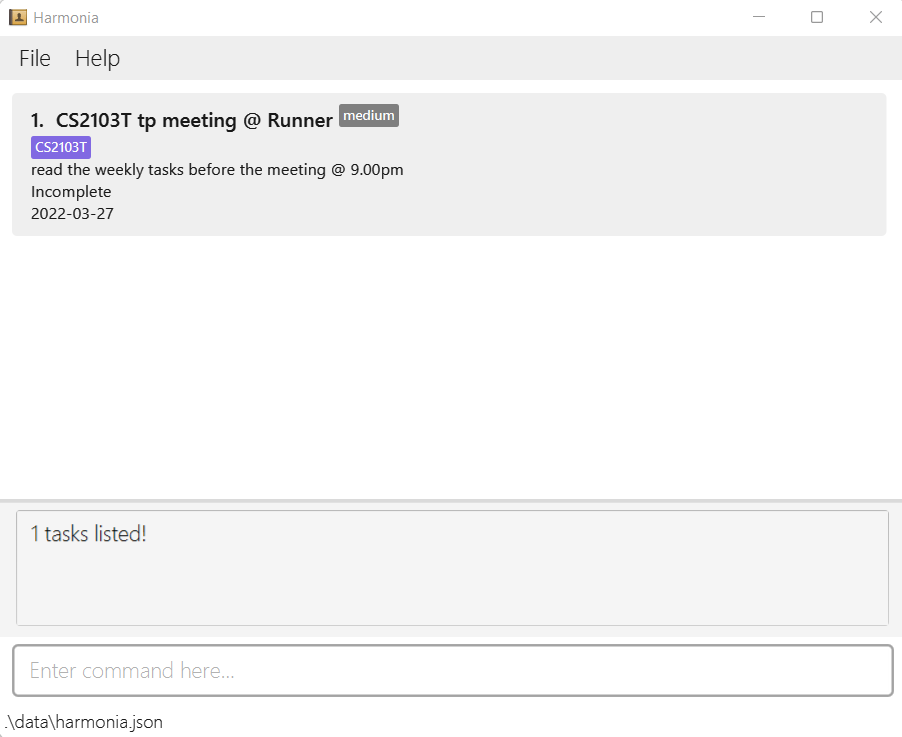 Harmonia
File Help
1. CS2103T tp meeting @ Runner medium
CS2103T
read the weekly tasks before the meeting @ 9.00pm
Incomplete
2022-03-27
1 tasks listed!
Enter command here...
.\data\harmonia.json